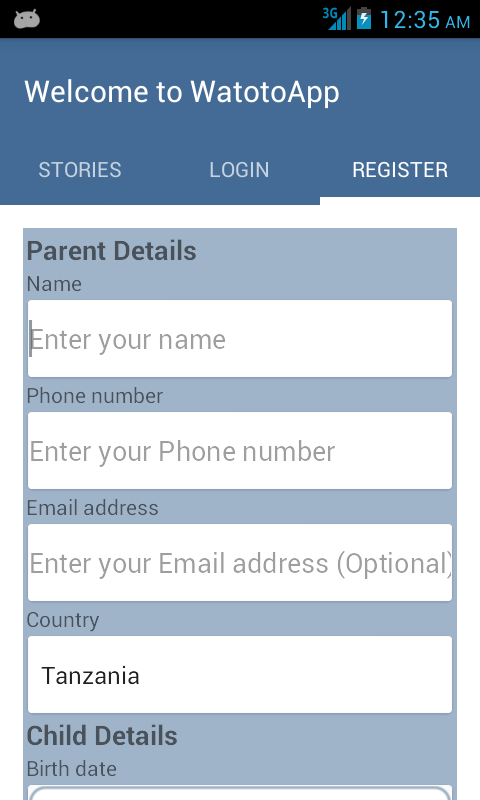 3G 12:35 AM
Welcome to WatotoApp
STORIES LOGIN REGISTER
Parent Details
Name
Enter your name
Phone number
Enter your Phone number
Email address
Enter your Email address (Optional)
Country
Tanzania
Child Details
Birth date